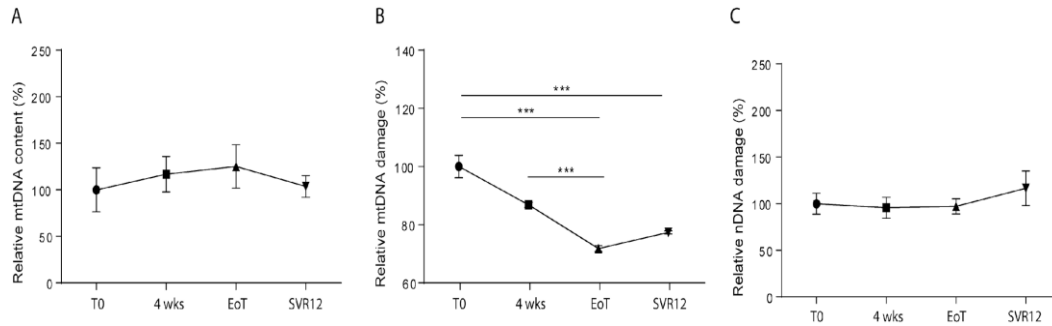 A
Relative mtDNA content (%)
250
200
150
100
50
0
T0 4 wks EoT SVR12
B
Relative mtDNA damage (%)
140
120
100
80
60
***
***
***
T0 4 wks EoT SVR12
C
Relative nDNA damage (%)
250
200
150
100
50
0
T0 4 wks EoT SVR12